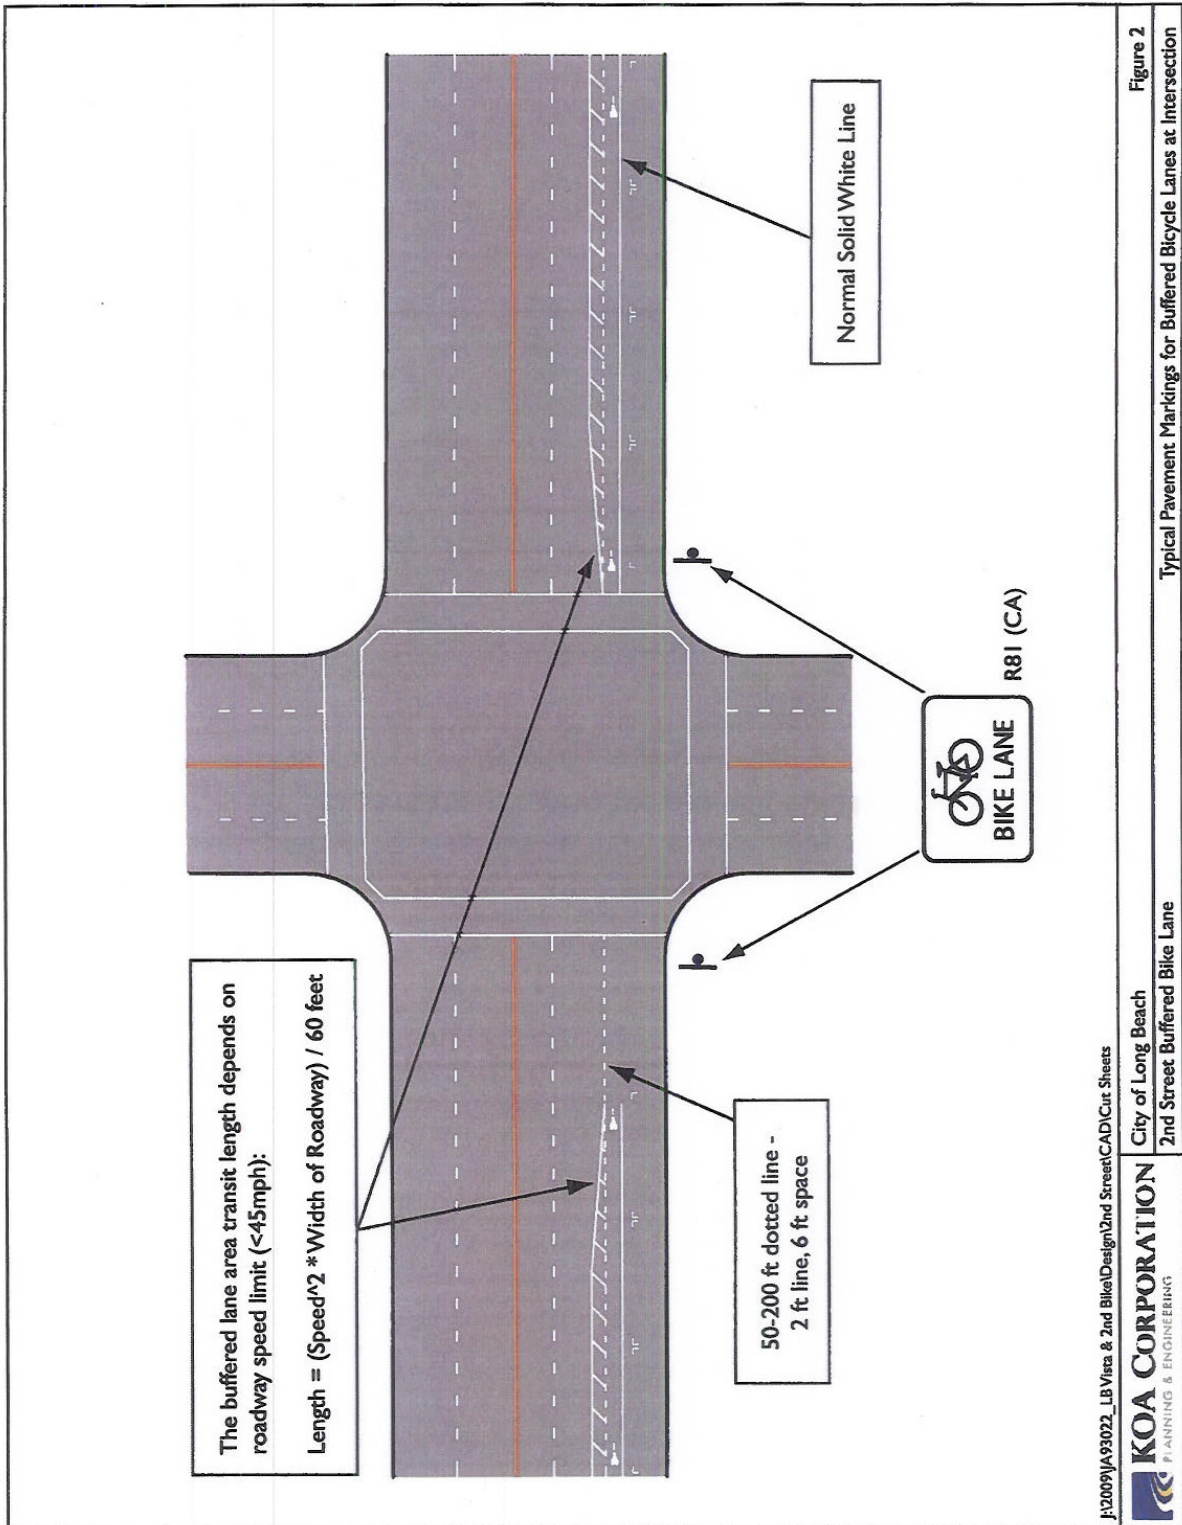 The buffered lane area transit length depends on
roadway speed limit (<45mph):
Length = (Speed^2 *Width of Roadway) / 60 feet
Normal Solid White Line
50-200 ft dotted line -
2 ft line, 6 ft space
BIKE LANE
R81 (CA)
J:\2009\JA93022_LB Vista & 2nd Bike\Design\2nd Street\CAD\Cut Sheets
KOA CORPORATION
PLANNING & ENGINEERING
City of Long Beach
2nd Street Buffered Bike Lane
Figure 2
Typical Pavement Markings for Buffered Bicycle Lanes at Intersection